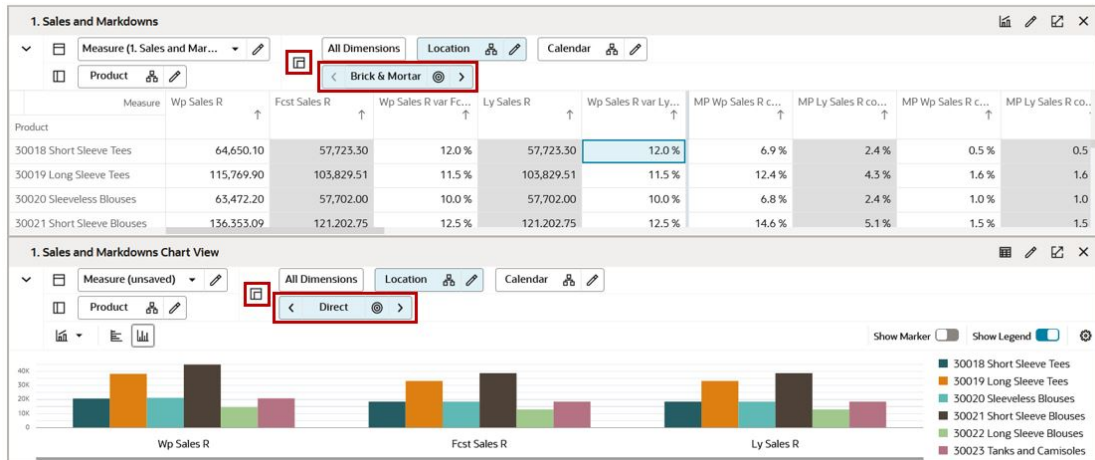 1. Sales and Markdowns
Measure (1. Sales and Mar... All Dimensions Location Calendar
Product Brick & Mortar
Measure Wp Sales R Fcst Sales R Wp Sales R var Fc... Ly Sales R Wp Sales R var Ly... MP Wp Sales R c... MP Ly Sales R co... MP Wp Sales R c... MP Ly Sales R co..
Product
30018 Short Sleeve Tees 64,650.10 57,723.30 12.0 % 57,723.30 12.0 % 6.9 % 2.4 % 0.5 % 0.5
30019 Long Sleeve Tees 115,769.90 103,829.51 11.5 % 103,829.51 11.5 % 12.4 % 4.3 % 1.6 % 1.6
30020 Sleeveless Blouses 63,472.20 57,702.00 10.0 % 57,702.00 10.0 % 6.8 % 2.4 % 1.0 % 1.0
30021 Short Sleeve Blouses 136,353.09 121,202.75 12.5 % 121,202.75 12.5 % 14.6 % 5.1 % 1.5 % 1.5
1. Sales and Markdowns Chart View
Measure (unsaved) All Dimensions Location Calendar
Product Direct
Show Marker Show Legend
40K
30K
20K
10K
0
Wp Sales R Fcst Sales R Ly Sales R
30018 Short Sleeve Tees
30019 Long Sleeve Tees
30020 Sleeveless Blouses
30021 Short Sleeve Blouses
30022 Long Sleeve Blouses
30023 Tanks and Camisoles